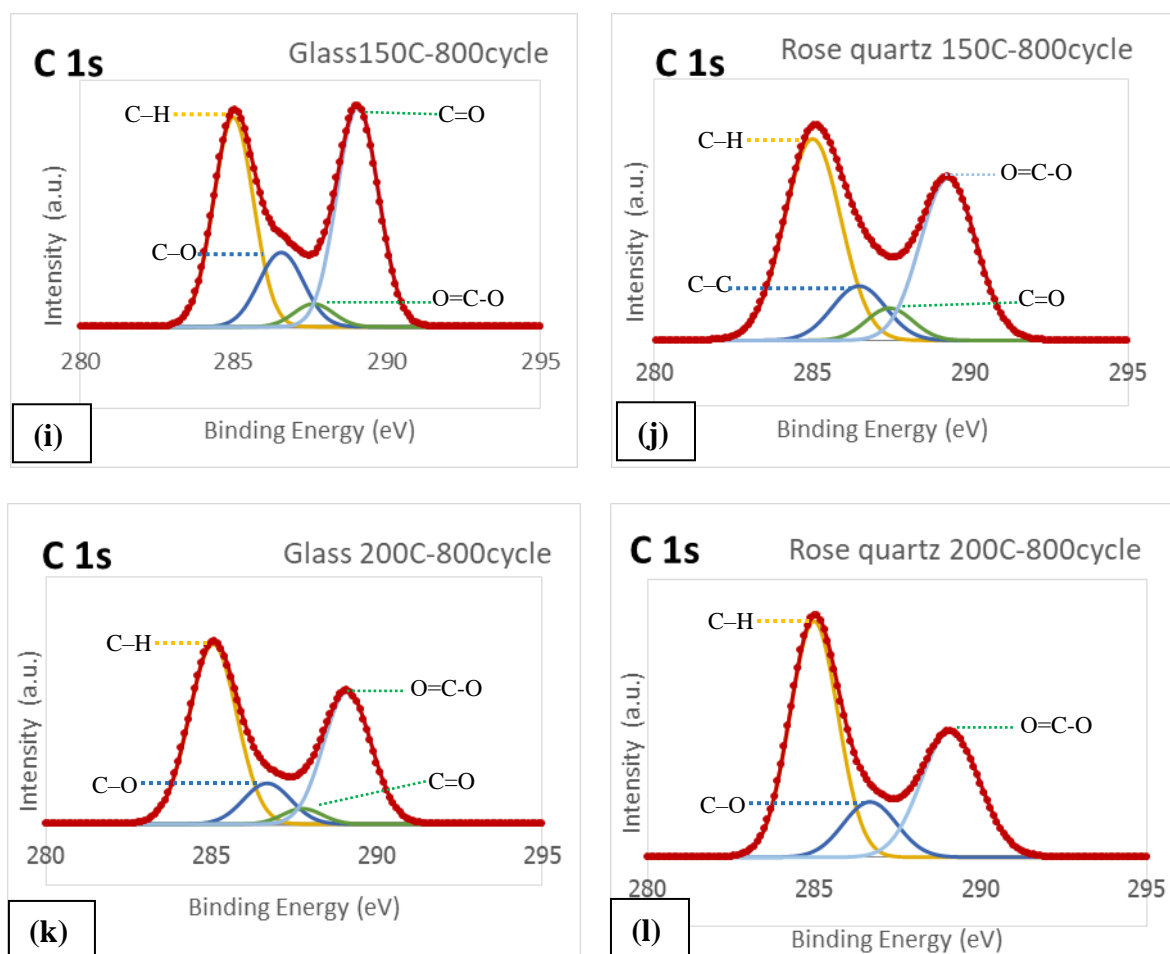 C 1s
Glass150C-800cycle
C–H
C=O
C–O
O=C-O
Intensity (a.u.)
280
285
290
295
Binding Energy (eV)
(i)
C 1s
Rose quartz 150C-800cycle
C–H
O=C-O
C–C
C=O
Intensity (a.u.)
280
285
290
295
Binding Energy (eV)
(j)
C 1s
Glass 200C-800cycle
C–H
O=C-O
C–O
C=O
Intensity (a.u.)
280
285
290
295
Binding Energy (eV)
(k)
C 1s
Rose quartz 200C-800cycle
C–H
O=C-O
C–O
Intensity (a.u.)
280
285
290
295
Binding Energy (eV)
(l)